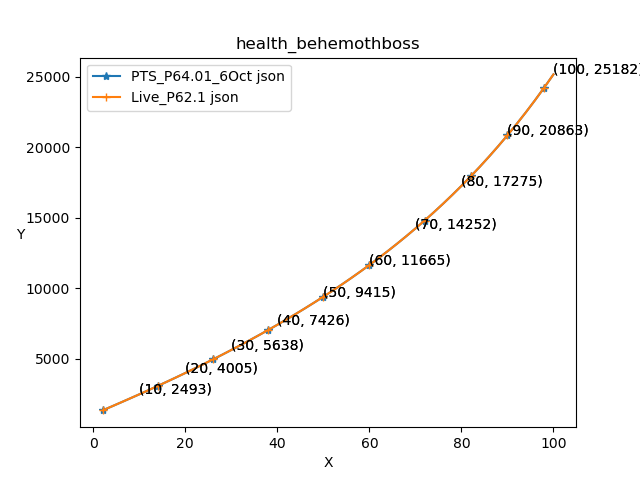 health_behemothboss
PTS_P64.01_6Oct json
Live_P62.1 json
Y
25000
20000
15000
10000
5000
(100, 25182)
(90, 20863)
(80, 17275)
(70, 14252)
(60, 11665)
(50, 9415)
(40, 7426)
(30, 5638)
(20, 4005)
(10, 2493)
0 20 40 60 80 100
X